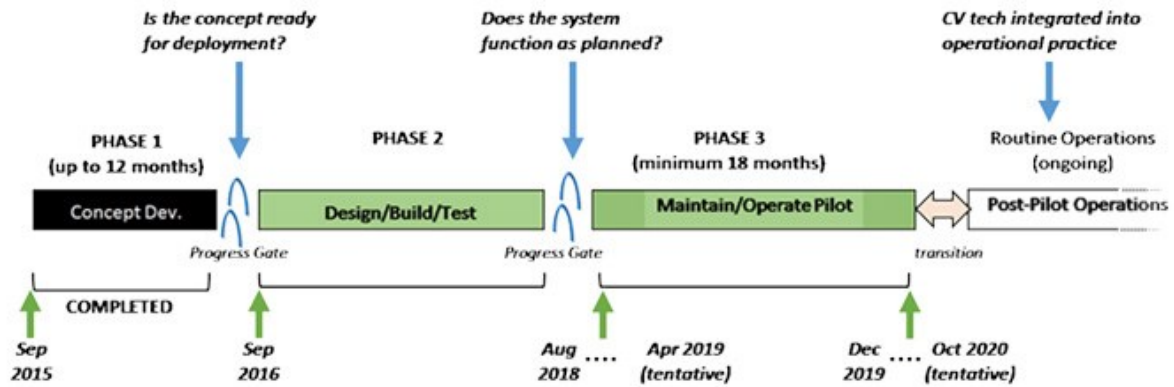 Is the concept ready
for deployment?
Does the system
function as planned?
CV tech integrated into
operational practice
PHASE 1
(up to 12 months)
PHASE 2
PHASE 3
(minimum 18 months)
Routine Operations
(ongoing)
Concept Dev.
Design/Build/Test
Maintain/Operate Pilot
Post-Pilot Operations
Progress Gate
Progress Gate
transition
COMPLETED
Sep
2015
Sep
2016
Aug ....
2018
Apr 2019
(tentative)
Dec ....
2019
Oct 2020
(tentative)